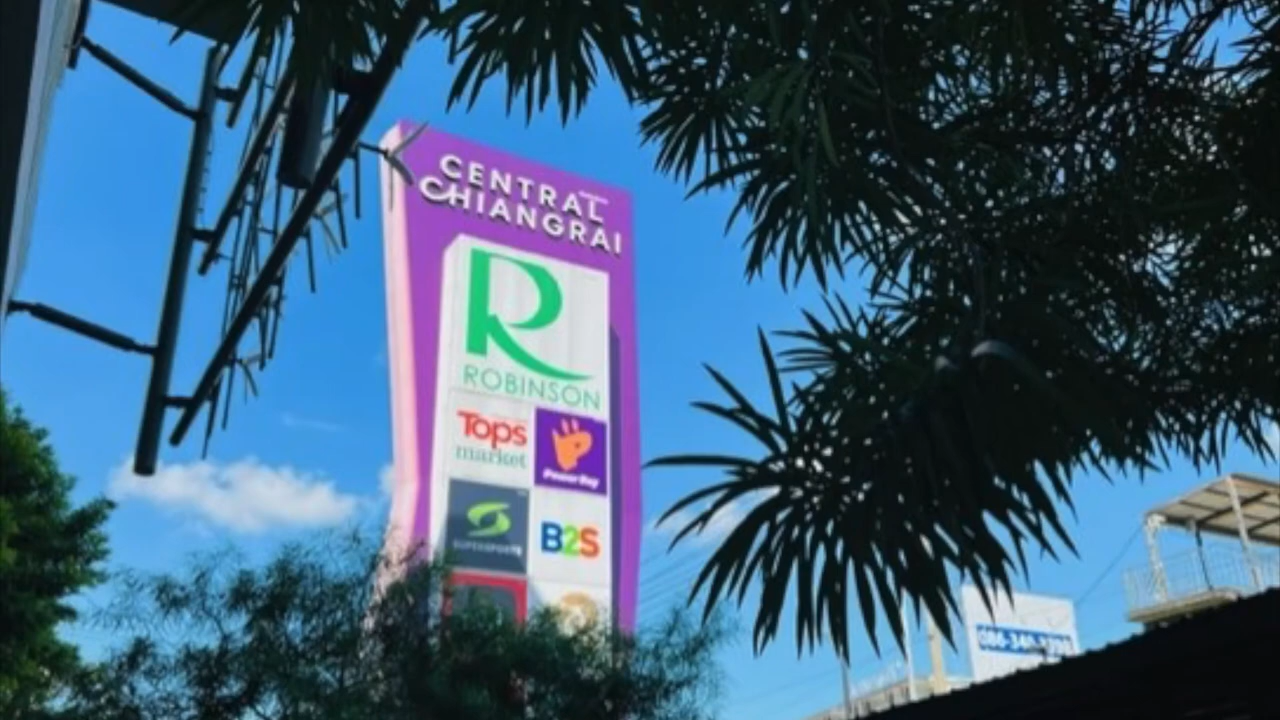 CENTRAL
CHIANGRAI
ROBINSON
Tops
market
PowerBuy
SUPERSPORTS
B2S